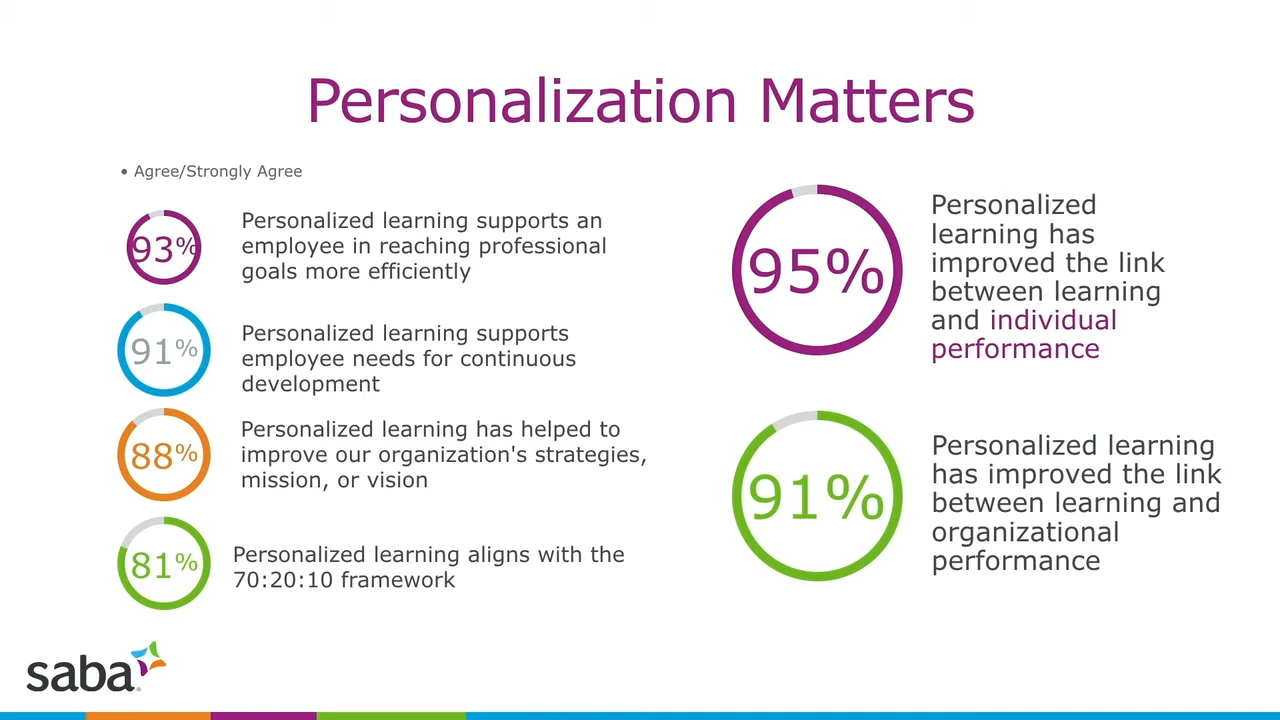 Personalization Matters
• Agree/Strongly Agree
93%
Personalized learning supports an
employee in reaching professional
goals more efficiently
91%
Personalized learning supports
employee needs for continuous
development
88%
Personalized learning has helped to
improve our organization's strategies,
mission, or vision
81%
Personalized learning aligns with the
70:20:10 framework
95%
Personalized
learning has
improved the link
between learning
and individual
performance
91%
Personalized learning
has improved the link
between learning and
organizational
performance
saba